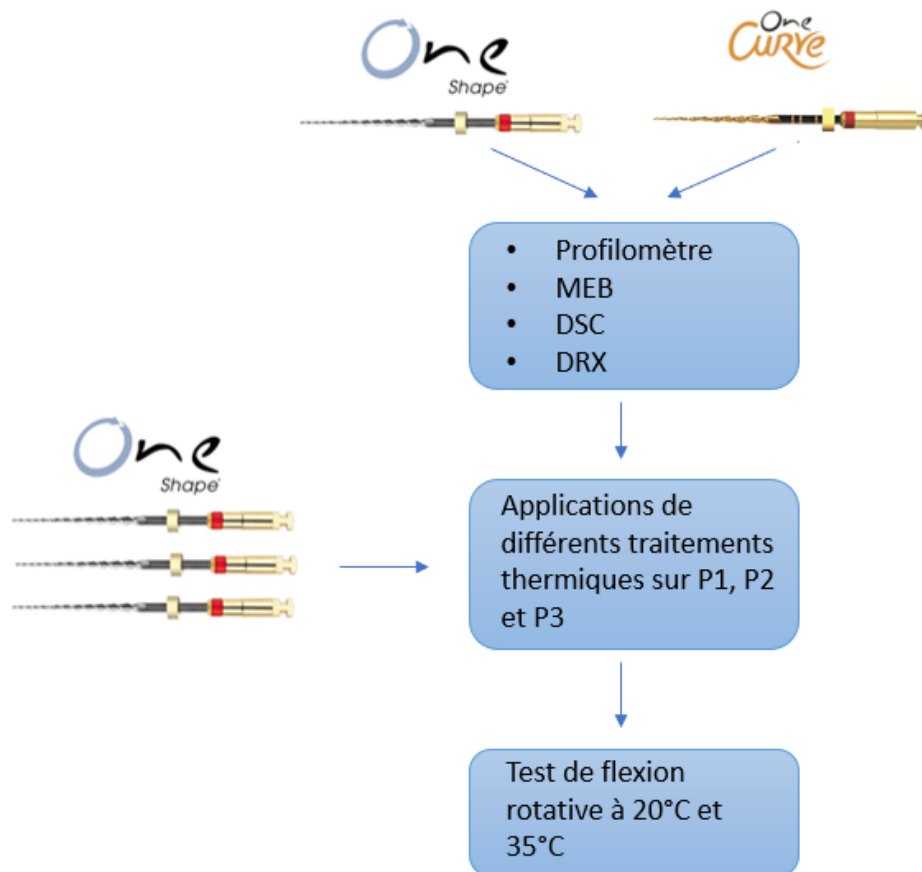 One
Shape
One
Curve
• Profilomètre
• MEB
• DSC
• DRX
One
Shape
Applications de
différents traitements
thermiques sur P1, P2
et P3
Test de flexion
rotative à 20°C et
35°C